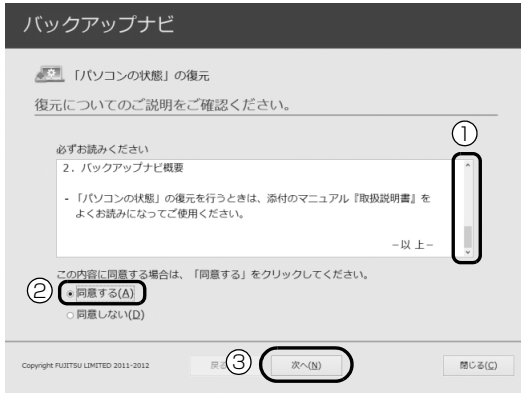 バックアップナビ
「パソコンの状態」の復元
復元についてのご説明をご確認ください。
①
必ずお読みください
2．バックアップナビ概要
- 「パソコンの状態」の復元を行うときは、添付のマニュアル『取扱説明書』を
よくお読みになってご使用ください。
－以 上－
この内容に同意する場合は、「同意する」をクリックしてください。
② 同意する(A)
同意しない(D)
Copyright FUJITSU LIMITED 2011-2012
③ 次へ(N)
閉じる(C)